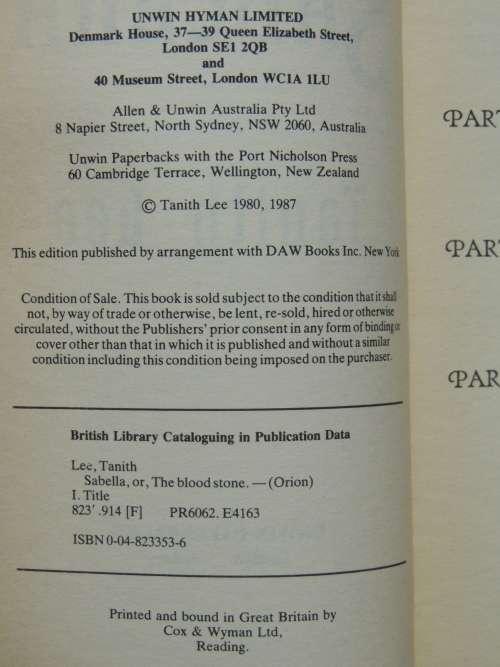 UNWIN HYMAN LIMITED
Denmark House, 37—39 Queen Elizabeth Street,
London SE1 2QB
and
40 Museum Street, London WC1A 1LU
Allen & Unwin Australia Pty Ltd
8 Napier Street, North Sydney, NSW 2060, Australia
Unwin Paperbacks with the Port Nicholson Press
60 Cambridge Terrace, Wellington, New Zealand
© Tanith Lee 1980, 1987
This edition published by arrangement with DAW Books Inc. New York
Condition of Sale. This book is sold subject to the condition that it shall
not, by way of trade or otherwise, be lent, re-sold, hired or otherwise
circulated, without the Publishers' prior consent in any form of binding or
cover other than that in which it is published and without a similar
condition including this condition being imposed on the purchaser.
British Library Cataloguing in Publication Data
Lee, Tanith
Sabella, or, The blood stone. — (Orion)
I. Title
823'.914 [F] PR6062. E4163
ISBN 0-04-823353-6
Printed and bound in Great Britain by
Cox & Wyman Ltd,
Reading.
PART
PART
PAR